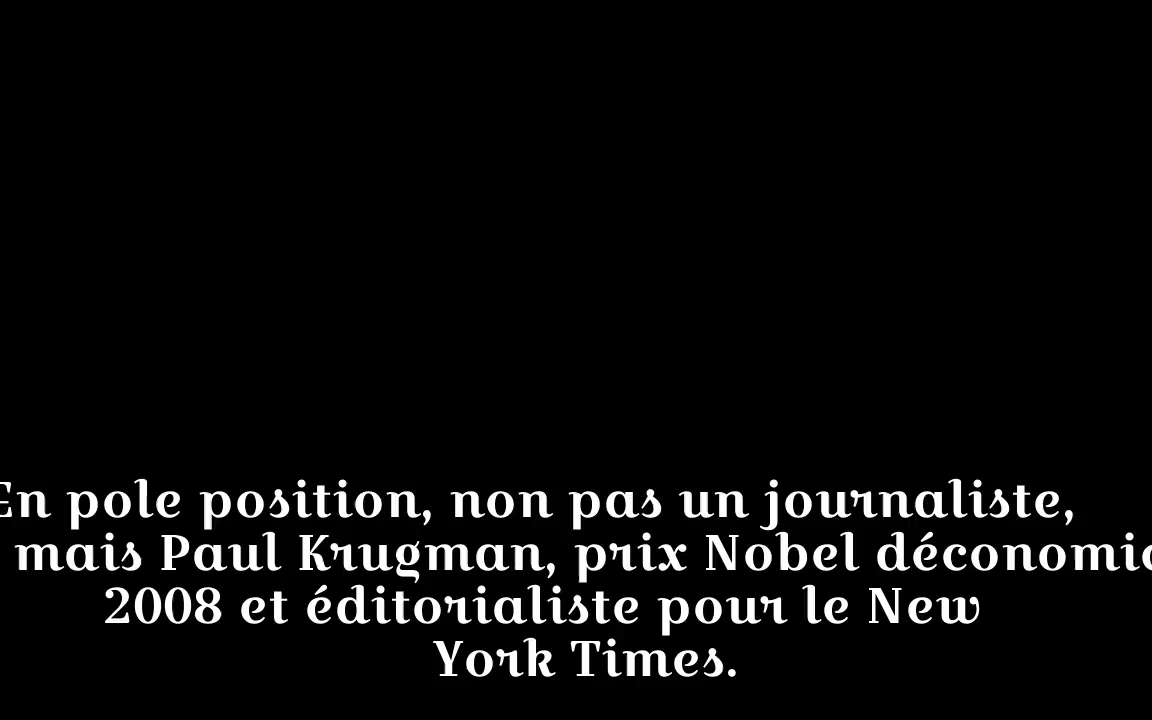 En pole position, non pas un journaliste,
mais Paul Krugman, prix Nobel déconomic
2008 et éditorialiste pour le New
York Times.